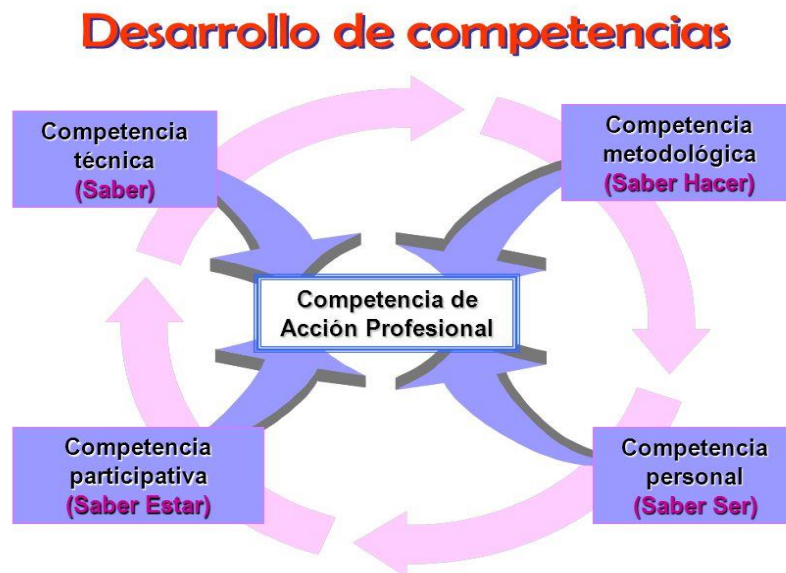 Desarrollo de competencias
Competencia
técnica
(Saber)
Competencia
metodológica
(Saber Hacer)
Competencia de
Acción Profesional
Competencia
participativa
(Saber Estar)
Competencia
personal
(Saber Ser)